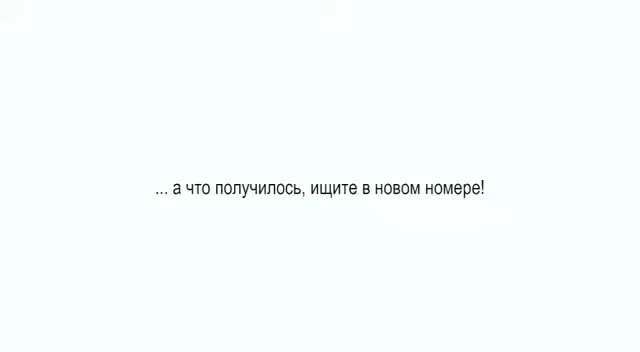 ... а что получилось, ищите в новом номере!